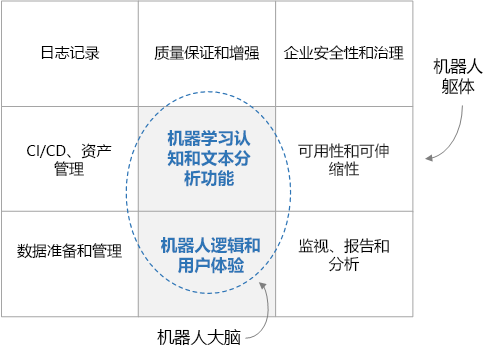 日志记录
质量保证和增强
企业安全性和治理
机器人
躯体
CI/CD、资产
管理
机器学习认
知和文本分
析功能
可用性和可伸
缩性
数据准备和管理
机器人逻辑和
用户体验
监视、报告和
分析
机器人大脑